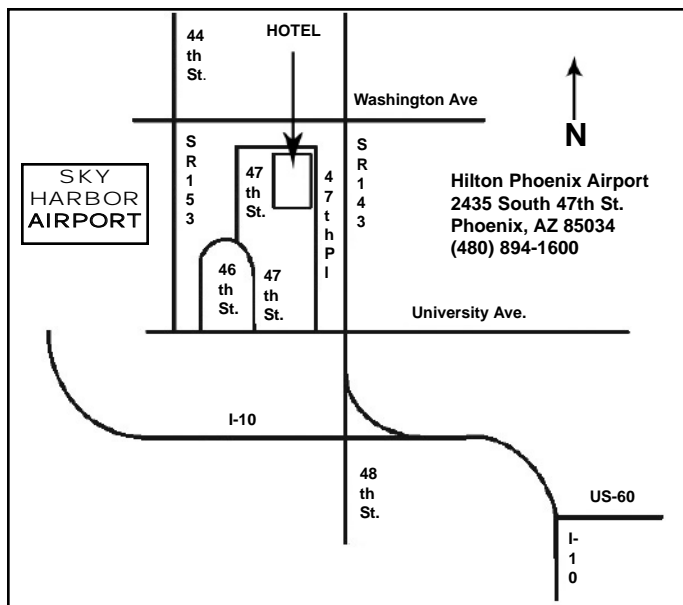 HOTEL
44
th
St.
Washington Ave
N
S
R
1
5
3
SKY
HARBOR
AIRPORT
47
th
St.
4
7
t
h
P
l
S
R
1
4
3
Hilton Phoenix Airport
2435 South 47th St.
Phoenix, AZ 85034
(480) 894-1600
46
th
St.
47
th
St.
University Ave.
I-10
48
th
St.
US-60
I-
1
0